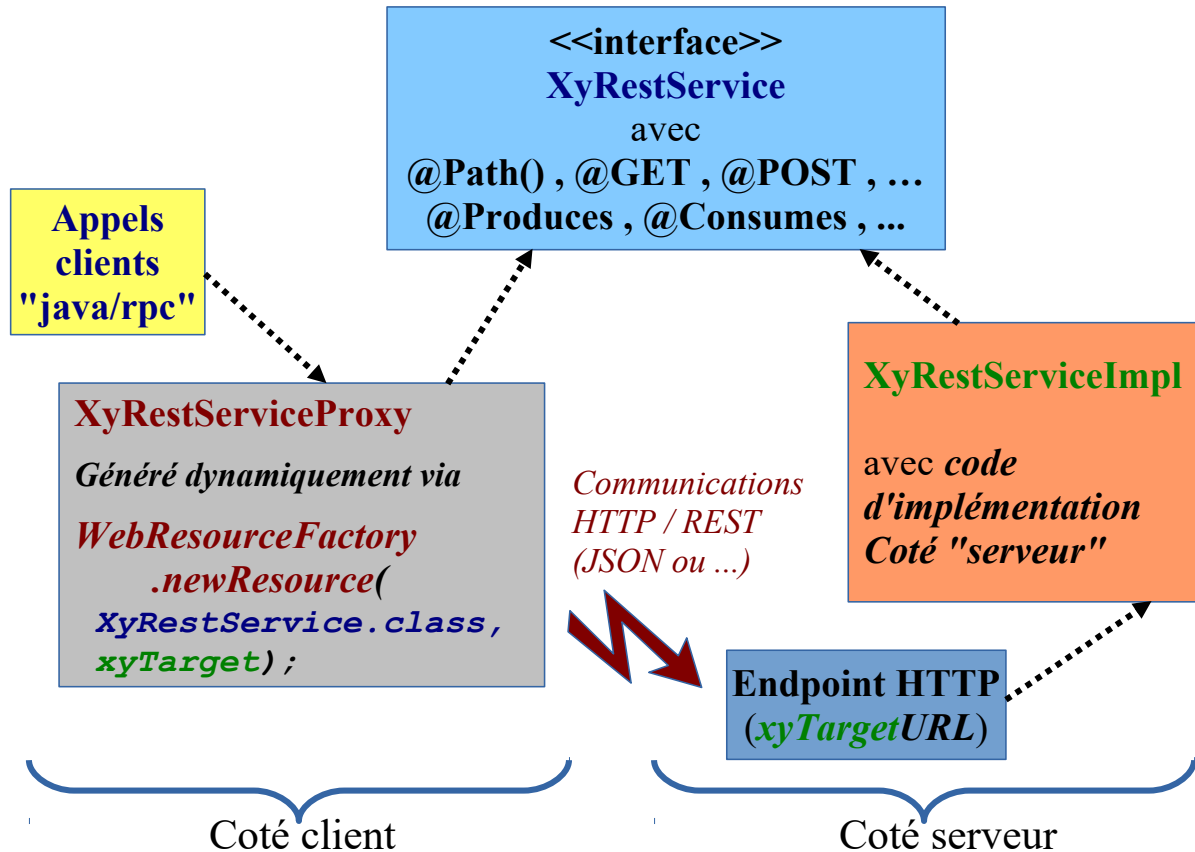 <<interface>>
XyRestService
avec
@Path() , @GET , @POST , …
@Produces , @Consumes , ...
Appels
clients
"java/rpc"
XyRestServiceProxy
Généré dynamiquement via
WebResourceFactory
.newResource(
XyRestService.class,
xyTarget);
Communications
HTTP / REST
(JSON ou ...)
XyRestServiceImpl
avec code
d'implémentation
Coté "serveur"
Endpoint HTTP
(xyTargetURL)
Coté client
Coté serveur